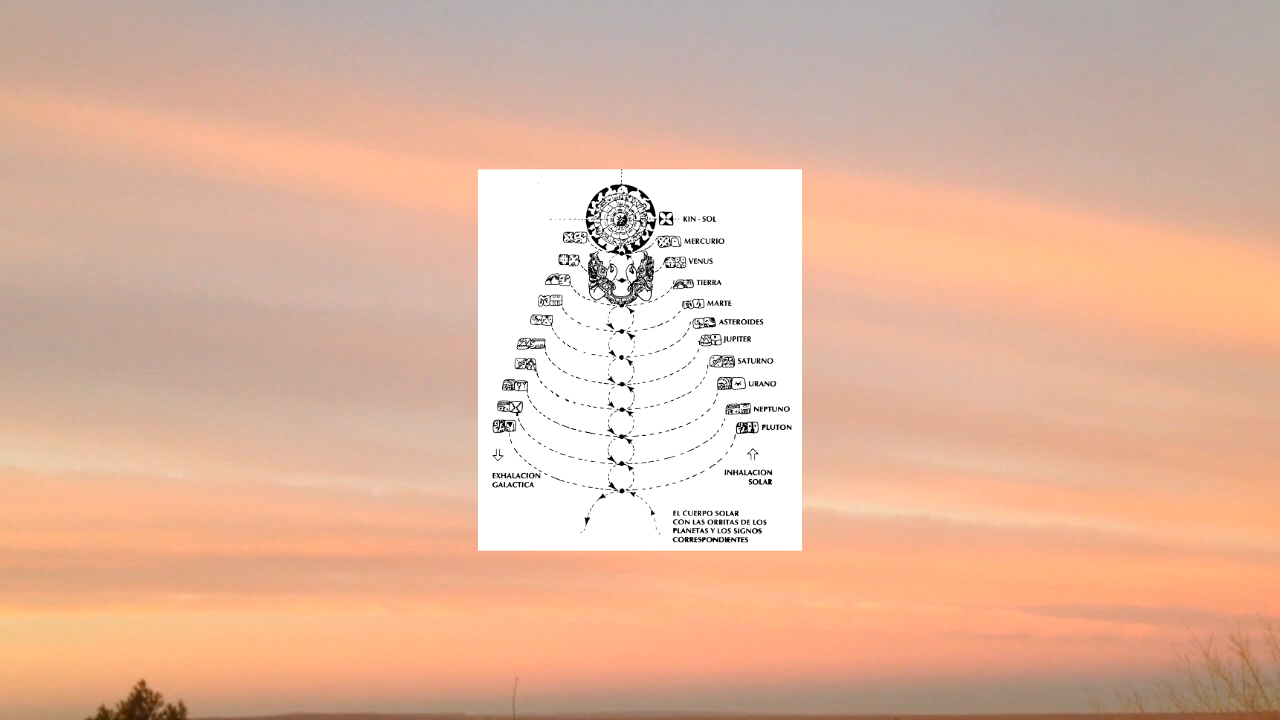 KIN - SOL
MERCURIO
VENUS
TIERRA
MARTE
ASTEROIDES
JUPITER
SATURNO
URANO
NEPTUNO
PLUTON
EXHALACION
GALACTICA
INHALACION
SOLAR
EL CUERPO SOLAR
CON LAS ORBITAS DE LOS
PLANETAS Y LOS SIGNOS
CORRESPONDIENTES